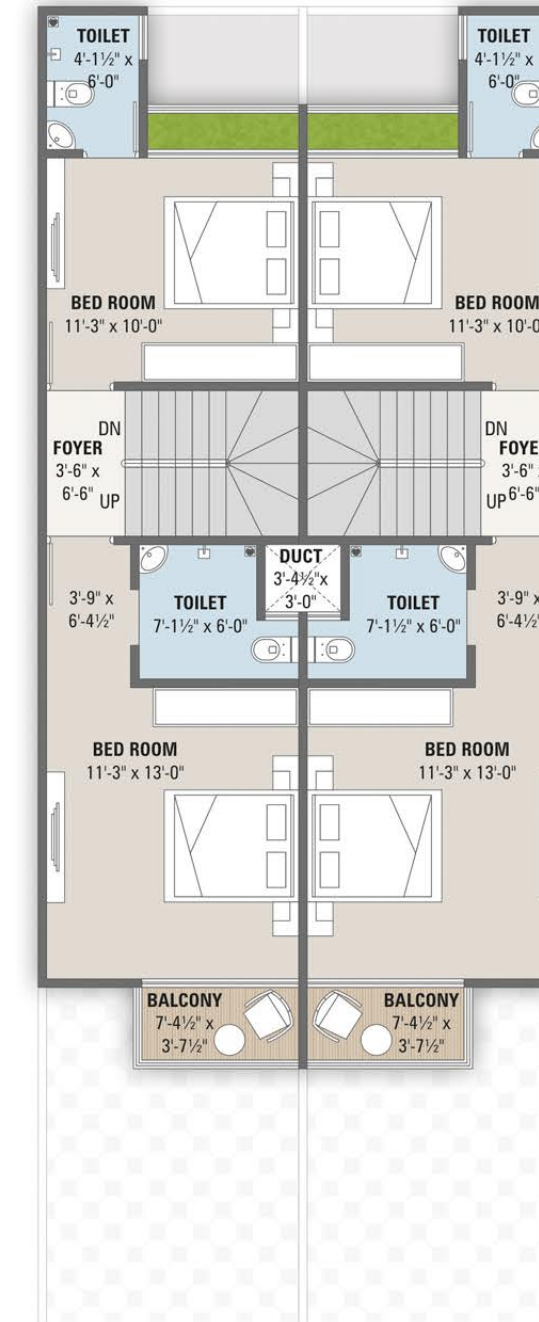 TOILET
4'-1½" x
6'-0"
TOILET
4'-1½" x
6'-0"
BED ROOM
11'-3" x 10'-0"
BED ROOM
11'-3" x 10'-0
DN
FOYER
3'-6" x
6'-6"
UP
DN
FOYE
3'-6"
6'-6"
UP
DUCT
3'-4½"x
3'-0"
3'-9" x
6'-4½"
TOILET
7'-1½" x 6'-0"
TOILET
7'-1½" x 6'-0"
3'-9" x
6'-4½"
BED ROOM
11'-3" x 13'-0"
BED ROOM
11'-3" x 13'-0"
BALCONY
7'-4½" x
3'-7½"
BALCONY
7'-4½" x
3'-7½"